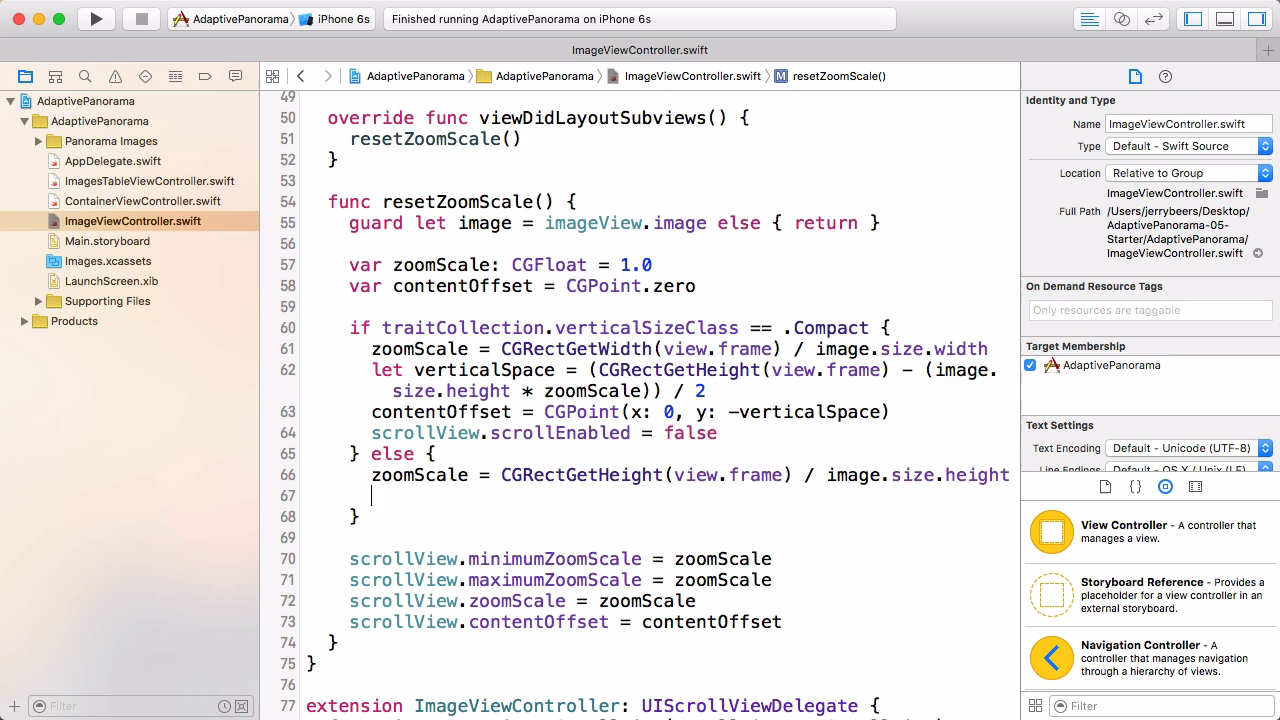 AdaptivePanorama
iPhone 6s
Finished running AdaptivePanorama on iPhone 6s
ImageViewController.swift
AdaptivePanorama
AdaptivePanorama
ImageViewController.swift
M
resetZoomScale()
AdaptivePanorama
AdaptivePanorama
Panorama Images
AppDelegate.swift
ImagesTableViewController.swift
ContainerViewController.swift
ImageViewController.swift
Main.storyboard
Images.xcassets
LaunchScreen.xib
Supporting Files
Products
Filter
49
50 override func viewDidLayoutSubviews() {
51 resetZoomScale()
52 }
53
54 func resetZoomScale() {
55 guard let image = imageView.image else { return }
56
57 var zoomScale: CGFloat = 1.0
58 var contentOffset = CGPoint.zero
59
60 if traitCollection.verticalSizeClass == .Compact {
61 zoomScale = CGRectGetWidth(view.frame) / image.size.width
62 let verticalSpace = (CGRectGetHeight(view.frame) - (image.
size.height * zoomScale)) / 2
63 contentOffset = CGPoint(x: 0, y: -verticalSpace)
64 scrollView.scrollEnabled = false
65 } else {
66 zoomScale = CGRectGetHeight(view.frame) / image.size.height
67
68 }
69
70 scrollView.minimumZoomScale = zoomScale
71 scrollView.maximumZoomScale = zoomScale
72 scrollView.zoomScale = zoomScale
73 scrollView.contentOffset = contentOffset
74 }
75 }
76
77 extension ImageViewController: UIScrollViewDelegate {
Identity and Type
Name ImageViewController.swift
Type Default - Swift Source
Location Relative to Group
ImageViewController.swift
Full Path /Users/jerrybeers/Desktop/
AdaptivePanorama-05-
Starter/AdaptivePanorama/
ImageViewController.swift
On Demand Resource Tags
Only resources are taggable
Target Membership
AdaptivePanorama
Text Settings
Text Encoding Default - Unicode (UTF-8)
Line Endings Default - OS X / Unix (LF)
{}
View Controller - A controller that
manages a view.
Storyboard Reference - Provides a
placeholder for a view controller in an
external storyboard.
Navigation Controller - A
controller that manages navigation
through a hierarchy of views.
Filter